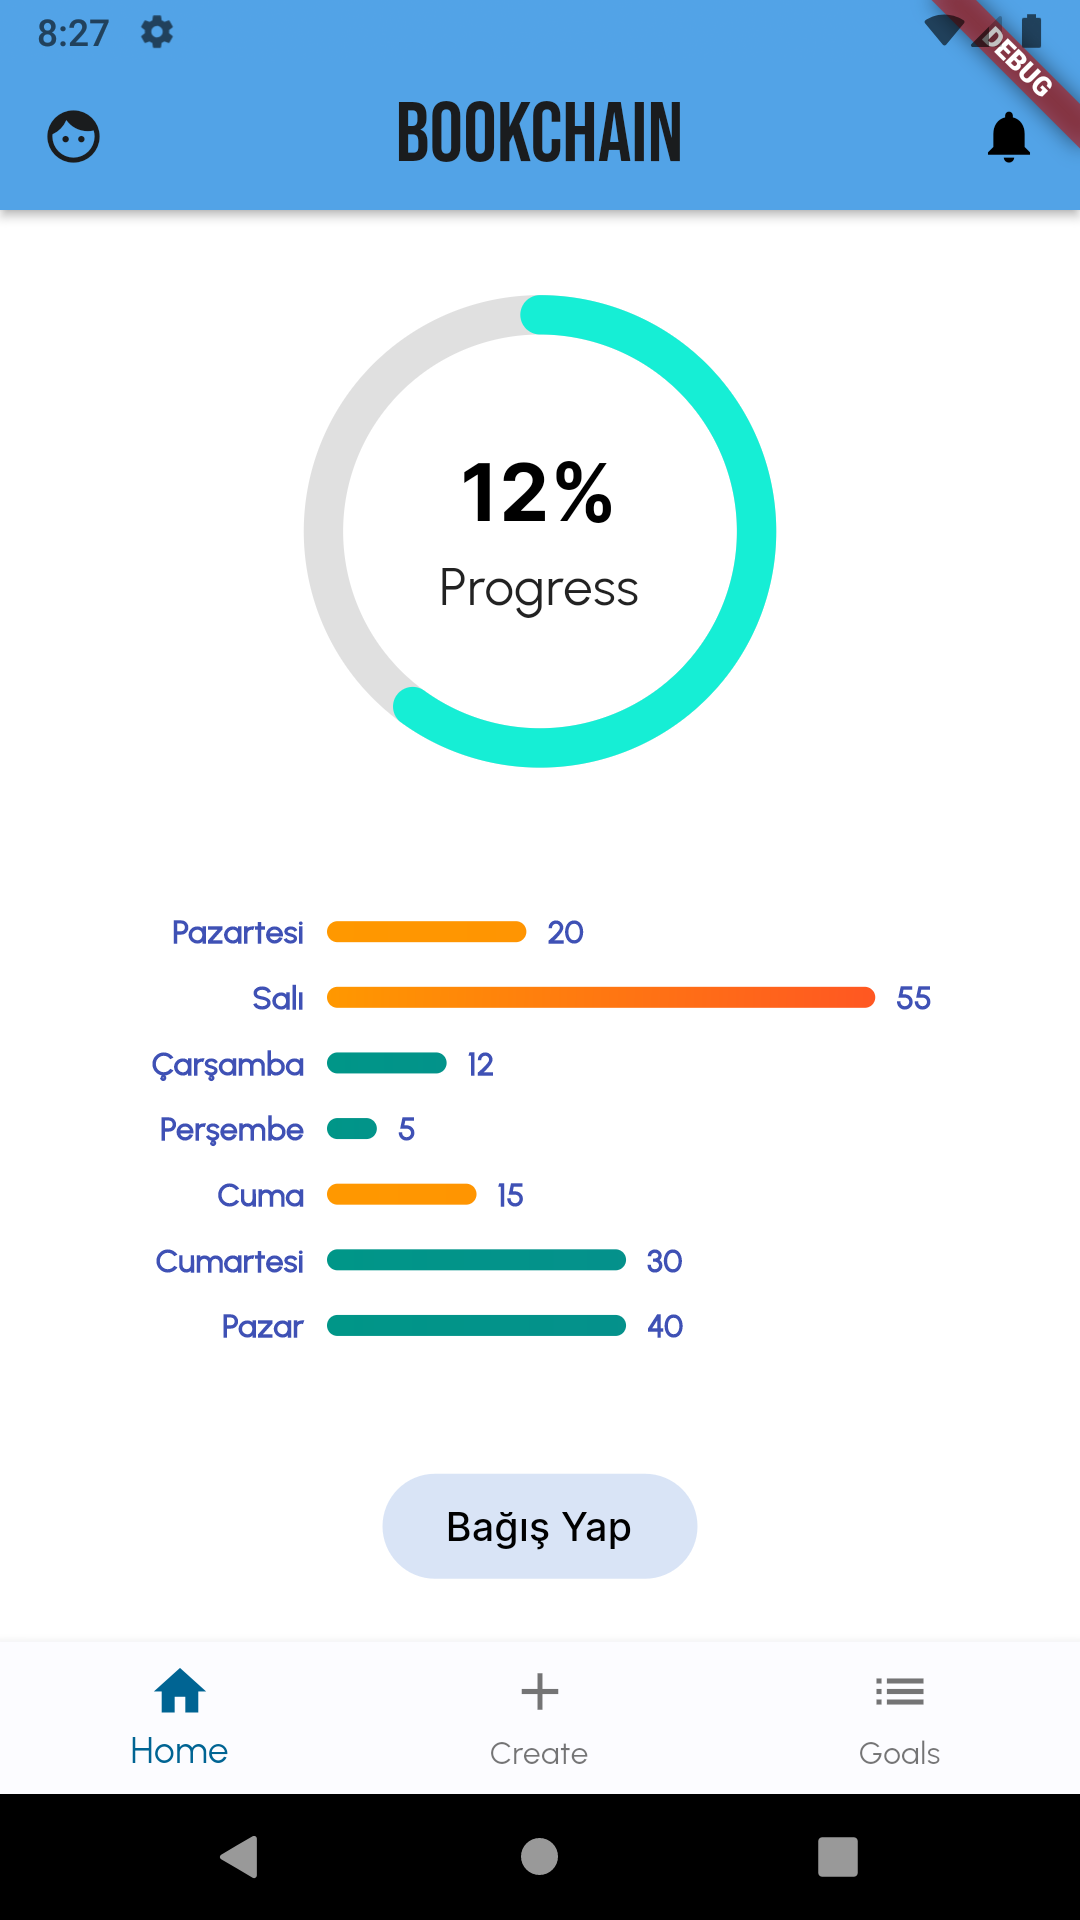 8:27
DEBUG
BOOKCHAIN
12%
Progress
Pazartesi 20
Salı 55
Çarşamba 12
Perşembe 5
Cuma 15
Cumartesi 30
Pazar 40
Bağış Yap
Home Create Goals